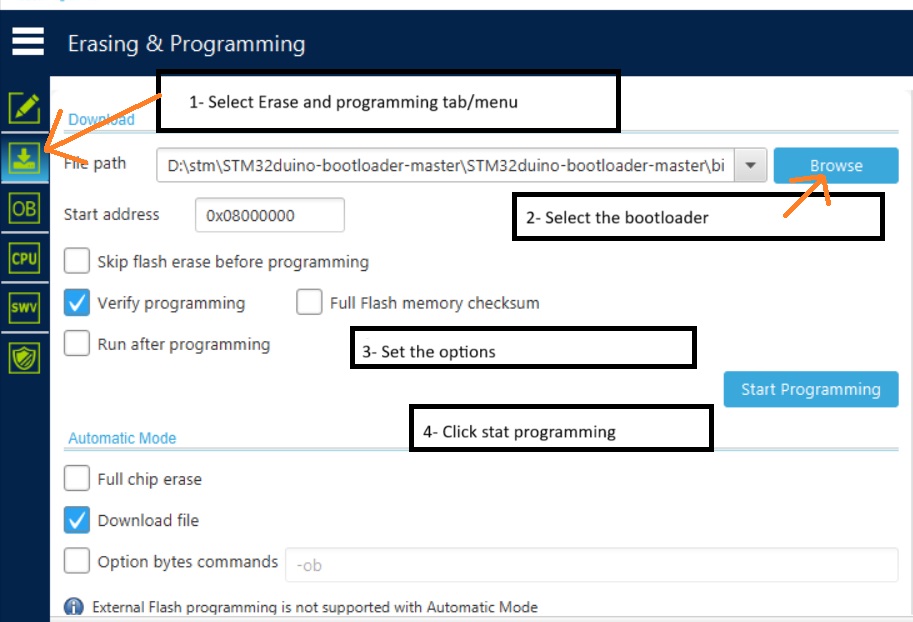 Erasing & Programming
1- Select Erase and programming tab/menu
Download
File path
D:\stm\STM32duino-bootloader-master\STM32duino-bootloader-master\bi
Browse
Start address
0x08000000
2- Select the bootloader
OB
Skip flash erase before programming
CPU
Verify programming
Full Flash memory checksum
SWV
Run after programming
3- Set the options
Start Programming
4- Click stat programming
Automatic Mode
Full chip erase
Download file
Option bytes commands
-ob
External Flash programming is not supported with Automatic Mode